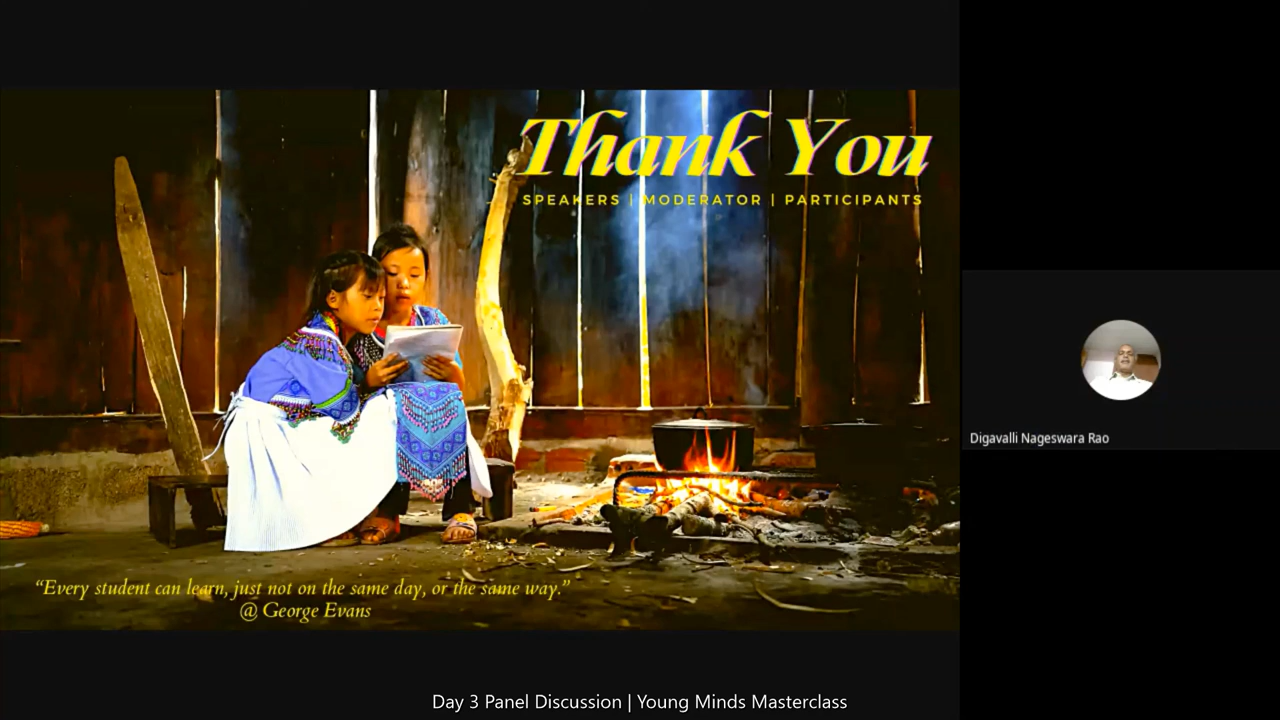 Thank You
SPEAKERS | MODERATOR | PARTICIPANTS
“Every student can learn, just not on the same day, or the same way.”
@ George Evans
Digavalli Nageswara Rao
Day 3 Panel Discussion | Young Minds Masterclass